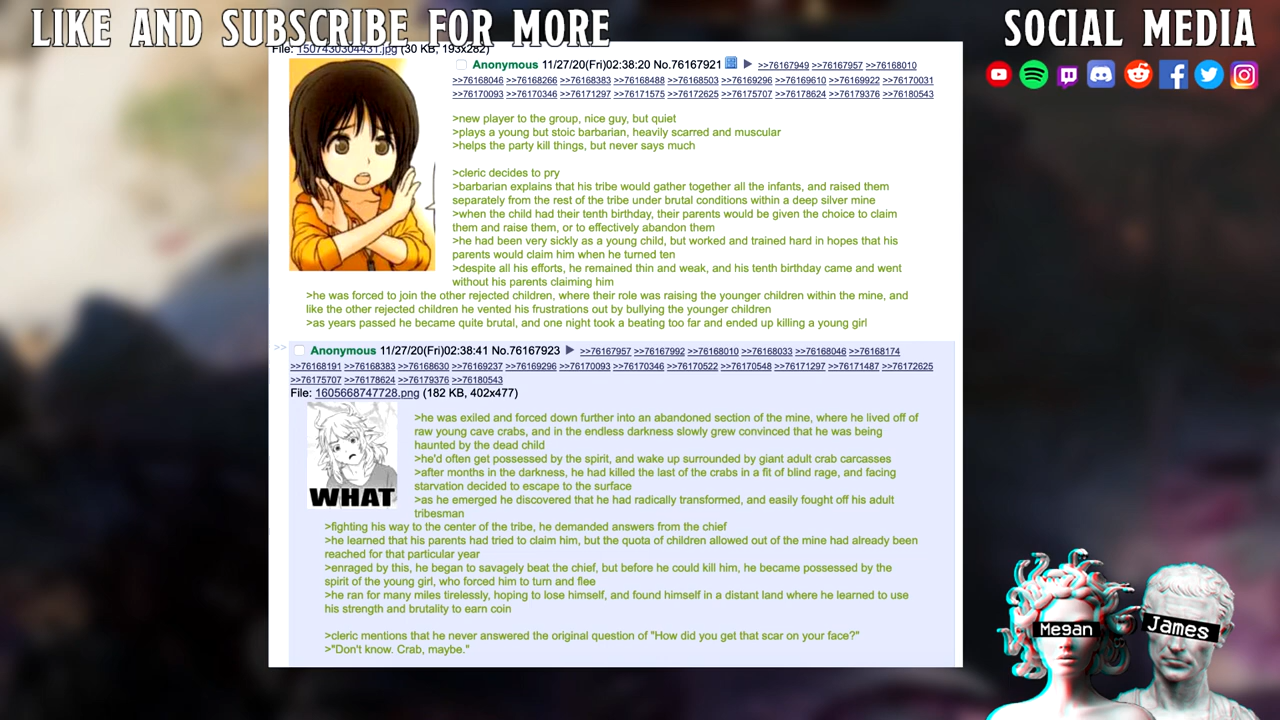 LIKE AND SUBSCRIBE FOR MORE
SOCIAL MEDIA
File: 1507430304431.jpg (30 KB, 193x282)
Anonymous 11/27/20(Fri)02:38:20 No.76167921 >>76167949 >>76167957 >>76168010
>>76168046 >>76168266 >>76168383 >>76168488 >>76168503 >>76169296 >>76169610 >>76169922 >>76170031
>>76170093 >>76170346 >>76171297 >>76171575 >>76172625 >>76175707 >>76178624 >>76179376 >>76180543
>new player to the group, nice guy, but quiet
>plays a young but stoic barbarian, heavily scarred and muscular
>helps the party kill things, but never says much
>cleric decides to pry
>barbarian explains that his tribe would gather together all the infants, and raised them
separately from the rest of the tribe under brutal conditions within a deep silver mine
>when the child had their tenth birthday, their parents would be given the choice to claim
them and raise them, or to effectively abandon them
>he had been very sickly as a young child, but worked and trained hard in hopes that his
parents would claim him when he turned ten
>despite all his efforts, he remained thin and weak, and his tenth birthday came and went
without his parents claiming him
>he was forced to join the other rejected children, where their role was raising the younger children within the mine, and
like the other rejected children he vented his frustrations out by bullying the younger children
>as years passed he became quite brutal, and one night took a beating too far and ended up killing a young girl
>> Anonymous 11/27/20(Fri)02:38:41 No.76167923 >>76167957 >>76167992 >>76168010 >>76168033 >>76168046 >>76168174
>>76168191 >>76168383 >>76168630 >>76169237 >>76169296 >>76170093 >>76170346 >>76170522 >>76170548 >>76171297 >>76171487 >>76172625
>>76175707 >>76178624 >>76179376 >>76180543
File: 1605668747728.png (182 KB, 402x477)
>he was exiled and forced down further into an abandoned section of the mine, where he lived off of
raw young cave crabs, and in the endless darkness slowly grew convinced that he was being
haunted by the dead child
>he'd often get possessed by the spirit, and wake up surrounded by giant adult crab carcasses
>after months in the darkness, he had killed the last of the crabs in a fit of blind rage, and facing
starvation decided to escape to the surface
>as he emerged he discovered that he had radically transformed, and easily fought off his adult
tribesman
WHAT
>fighting his way to the center of the tribe, he demanded answers from the chief
>he learned that his parents had tried to claim him, but the quota of children allowed out of the mine had already been
reached for that particular year
>enraged by this, he began to savagely beat the chief, but before he could kill him, he became possessed by the
spirit of the young girl, who forced him to turn and flee
>he ran for many miles tirelessly, hoping to lose himself, and found himself in a distant land where he learned to use
his strength and brutality to earn coin
>cleric mentions that he never answered the original question of "How did you get that scar on your face?"
>"Don't know. Crab, maybe."
Megan
James